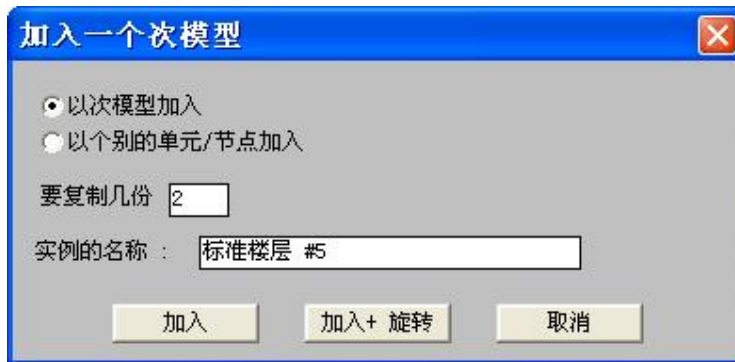 加入一个次模型
以次模型加入
以个别的单元/节点加入
要复制几份 2
实例的名称 : 标准楼层 #5
加入 加入+ 旋转 取消